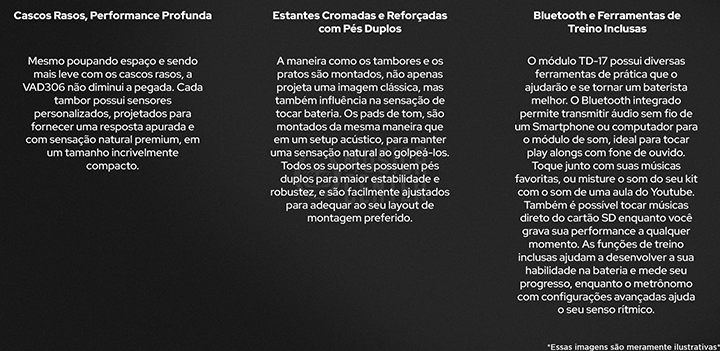 Cascos Rasos, Performance Profunda
Mesmo poupando espaço e sendo
mais leve com os cascos rasos, a
VAD306 não diminui a pegada. Cada
tambor possui sensores
personalizados, projetados para
fornecer uma resposta apurada e
com sensação natural premium, em
um tamanho incrivelmente
compacto.
Estantes Cromadas e Reforçadas
com Pés Duplos
A maneira como os tambores e os
pratos são montados, não apenas
projeta uma imagem clássica, mas
também influência na sensação de
tocar bateria. Os pads de tom, são
montados da mesma maneira que
em um setup acústico, para manter
uma sensação natural ao golpeá-los.
Todos os suportes possuem pés
duplos para maior estabilidade e
robustez, e são facilmente ajustados
para adequar ao seu layout de
montagem preferido.
Bluetooth e Ferramentas de
Treino Inclusas
O módulo TD-17 possui diversas
ferramentas de prática que o
ajudarão e se tornar um baterista
melhor. O Bluetooth integrado
permite transmitir áudio sem fio de
um Smartphone ou computador para
o módulo de som, ideal para tocar
play alongs com fone de ouvido.
Toque junto com suas músicas
favoritas, ou misture o som do seu kit
com o som de uma aula do Youtube.
Também é possível tocar músicas
direto do cartão SD enquanto você
grava sua performance a qualquer
momento. As funções de treino
inclusas ajudam a desenvolver a sua
habilidade na bateria e mede seu
progresso, enquanto o metrônomo
com configurações avançadas ajuda
o seu senso rítmico.
*Essas imagens são meramente ilustrativas*